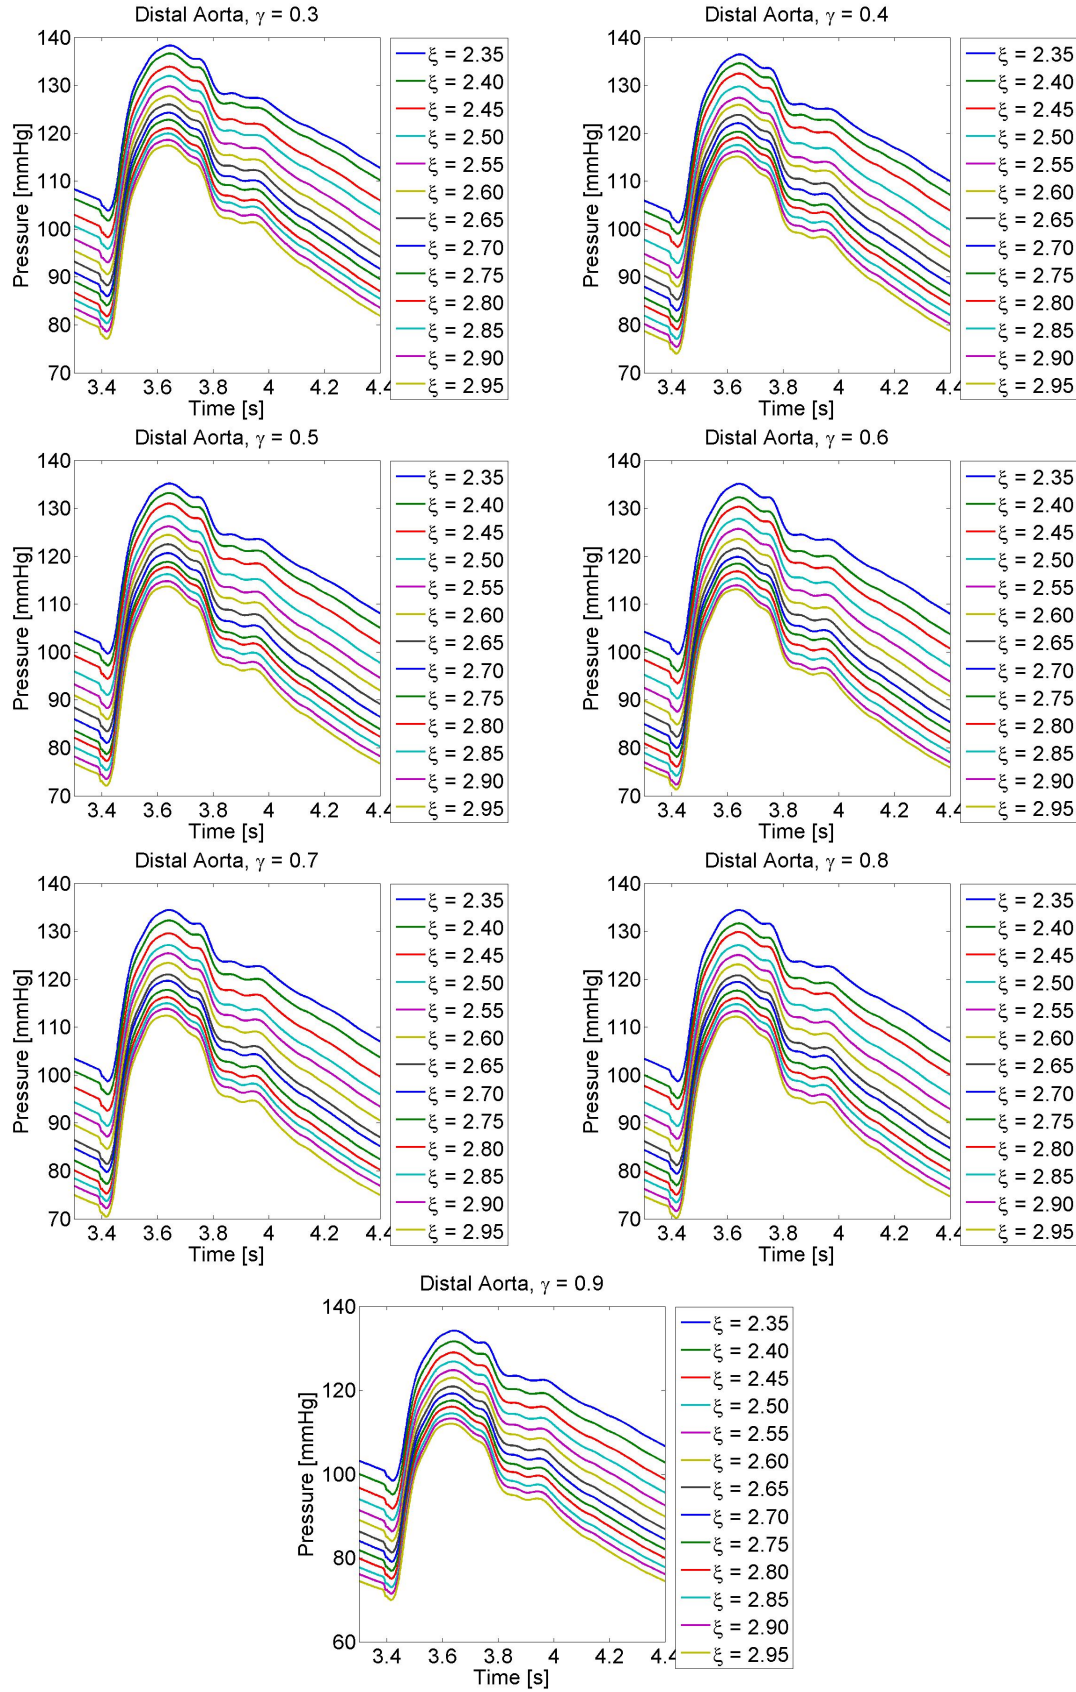 Distal Aorta, γ = 0.3
140
130
120
110
100
90
80
70
Pressure [mmHg]
3.4 3.6 3.8 4 4.2 4.4
Time [s]
ξ = 2.35
ξ = 2.40
ξ = 2.45
ξ = 2.50
ξ = 2.55
ξ = 2.60
ξ = 2.65
ξ = 2.70
ξ = 2.75
ξ = 2.80
ξ = 2.85
ξ = 2.90
ξ = 2.95
Distal Aorta, γ = 0.4
140
130
120
110
100
90
80
70
Pressure [mmHg]
3.4 3.6 3.8 4 4.2 4.4
Time [s]
ξ = 2.35
ξ = 2.40
ξ = 2.45
ξ = 2.50
ξ = 2.55
ξ = 2.60
ξ = 2.65
ξ = 2.70
ξ = 2.75
ξ = 2.80
ξ = 2.85
ξ = 2.90
ξ = 2.95
Distal Aorta, γ = 0.5
140
130
120
110
100
90
80
70
Pressure [mmHg]
3.4 3.6 3.8 4 4.2 4.4
Time [s]
ξ = 2.35
ξ = 2.40
ξ = 2.45
ξ = 2.50
ξ = 2.55
ξ = 2.60
ξ = 2.65
ξ = 2.70
ξ = 2.75
ξ = 2.80
ξ = 2.85
ξ = 2.90
ξ = 2.95
Distal Aorta, γ = 0.6
140
130
120
110
100
90
80
70
Pressure [mmHg]
3.4 3.6 3.8 4 4.2 4.4
Time [s]
ξ = 2.35
ξ = 2.40
ξ = 2.45
ξ = 2.50
ξ = 2.55
ξ = 2.60
ξ = 2.65
ξ = 2.70
ξ = 2.75
ξ = 2.80
ξ = 2.85
ξ = 2.90
ξ = 2.95
Distal Aorta, γ = 0.7
140
130
120
110
100
90
80
70
Pressure [mmHg]
3.4 3.6 3.8 4 4.2 4.4
Time [s]
ξ = 2.35
ξ = 2.40
ξ = 2.45
ξ = 2.50
ξ = 2.55
ξ = 2.60
ξ = 2.65
ξ = 2.70
ξ = 2.75
ξ = 2.80
ξ = 2.85
ξ = 2.90
ξ = 2.95
Distal Aorta, γ = 0.8
140
130
120
110
100
90
80
70
Pressure [mmHg]
3.4 3.6 3.8 4 4.2 4.4
Time [s]
ξ = 2.35
ξ = 2.40
ξ = 2.45
ξ = 2.50
ξ = 2.55
ξ = 2.60
ξ = 2.65
ξ = 2.70
ξ = 2.75
ξ = 2.80
ξ = 2.85
ξ = 2.90
ξ = 2.95
Distal Aorta, γ = 0.9
140
120
100
80
60
Pressure [mmHg]
3.4 3.6 3.8 4 4.2 4.4
Time [s]
ξ = 2.35
ξ = 2.40
ξ = 2.45
ξ = 2.50
ξ = 2.55
ξ = 2.60
ξ = 2.65
ξ = 2.70
ξ = 2.75
ξ = 2.80
ξ = 2.85
ξ = 2.90
ξ = 2.95